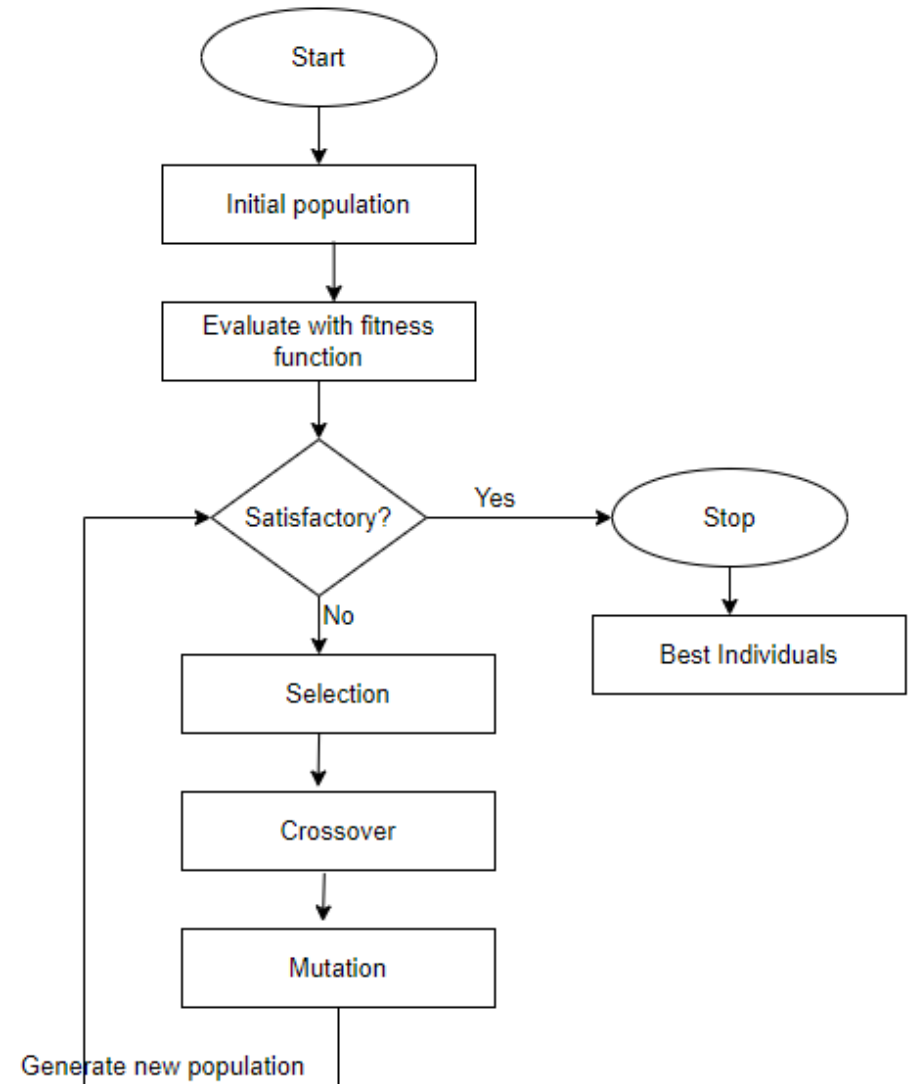 Start
Initial population
Evaluate with fitness
function
Satisfactory?
Yes
Stop
No
Best Individuals
Selection
Crossover
Mutation
Generate new population